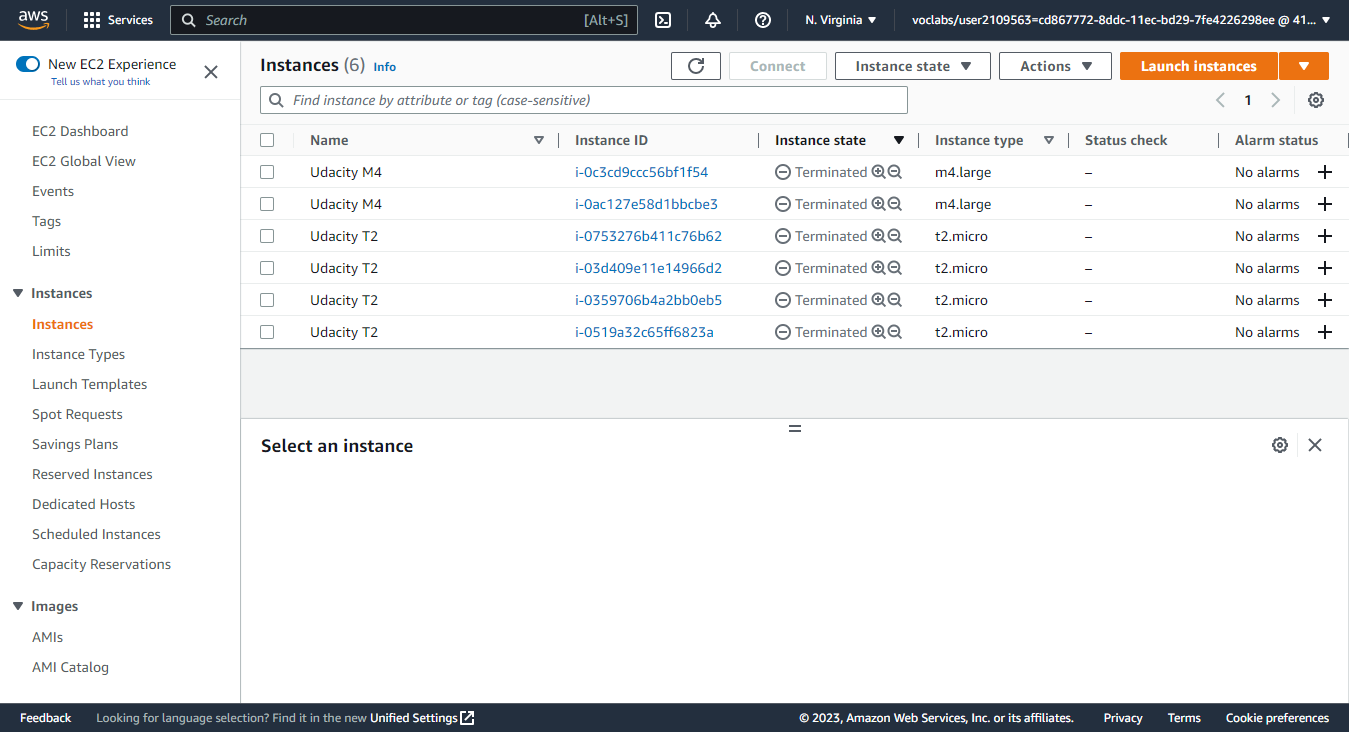 aws Services Search [Alt+S] N. Virginia voclabs/user2109563=cd867772-8ddc-11ec-bd29-7fe4226298ee @ 41...
New EC2 Experience
Tell us what you think
EC2 Dashboard
EC2 Global View
Events
Tags
Limits
Instances
Instances
Instance Types
Launch Templates
Spot Requests
Savings Plans
Reserved Instances
Dedicated Hosts
Scheduled Instances
Capacity Reservations
Images
AMIs
AMI Catalog
Instances (6) Info Connect Instance state Actions Launch instances
Find instance by attribute or tag (case-sensitive) 1
Name Instance ID Instance state Instance type Status check Alarm status
Udacity M4 i-0c3cd9ccc56bf1f54 Terminated m4.large – No alarms +
Udacity M4 i-0ac127e58d1bbcbe3 Terminated m4.large – No alarms +
Udacity T2 i-0753276b411c76b62 Terminated t2.micro – No alarms +
Udacity T2 i-03d409e11e14966d2 Terminated t2.micro – No alarms +
Udacity T2 i-0359706b4a2bb0eb5 Terminated t2.micro – No alarms +
Udacity T2 i-0519a32c65ff6823a Terminated t2.micro – No alarms +
Select an instance
Feedback Looking for language selection? Find it in the new Unified Settings © 2023, Amazon Web Services, Inc. or its affiliates. Privacy Terms Cookie preferences